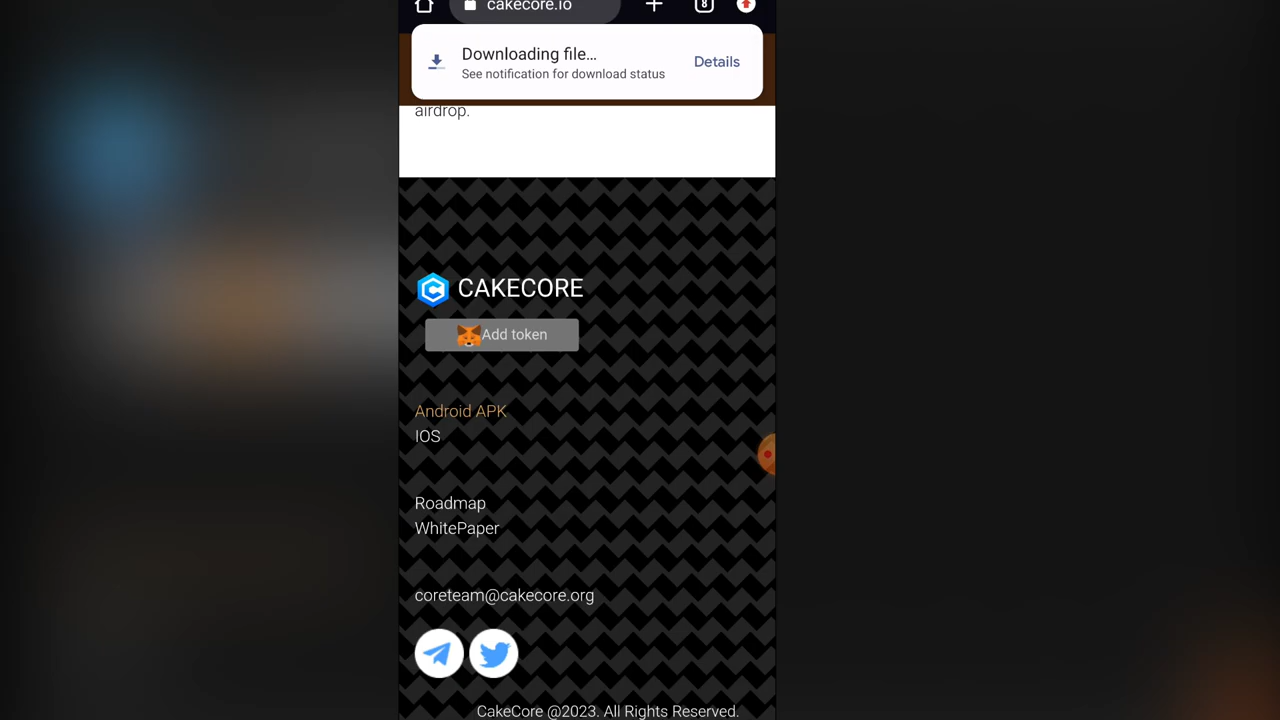 cakecore.io
8
Downloading file...
See notification for download status
Details
airdrop.
CAKECORE
Add token
Android APK
IOS
Roadmap
WhitePaper
coreteam@cakecore.org
CakeCore @2023. All Rights Reserved.